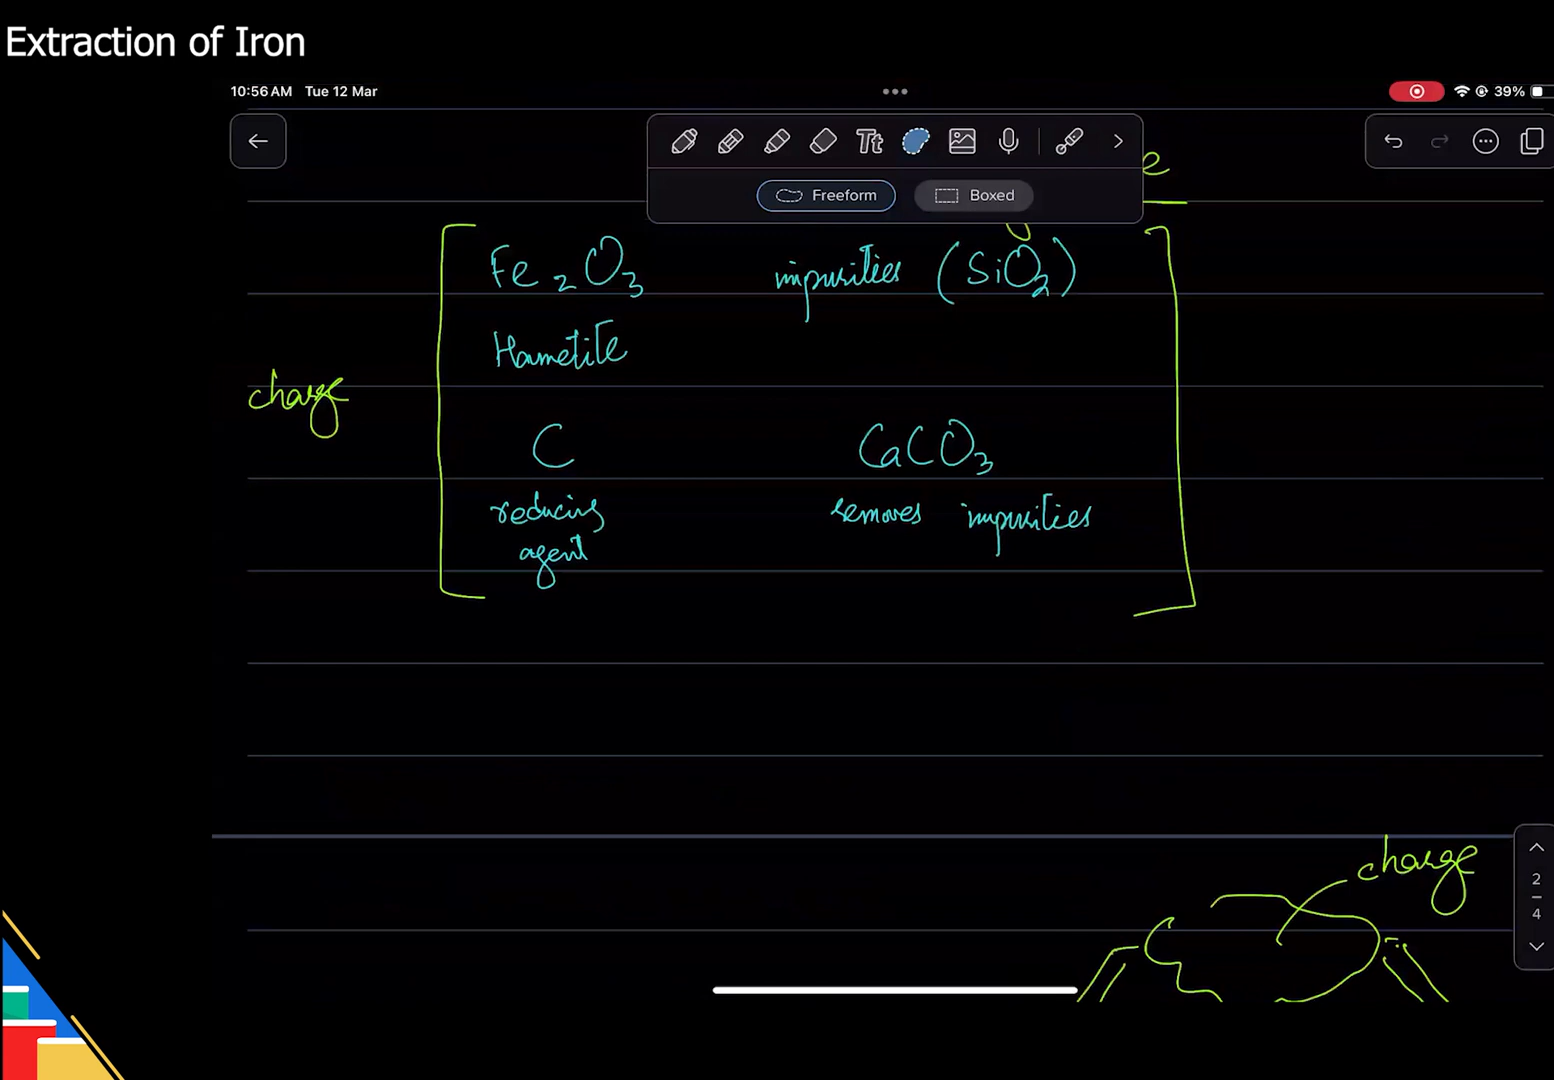 Extraction of Iron
10:56 AM Tue 12 Mar
39%
Tt
e
Freeform Boxed
Fe2O3 impurities (SiO2)
Hametite
charge
C CaCO3
reducing removes impurities
agent
charge
2
4